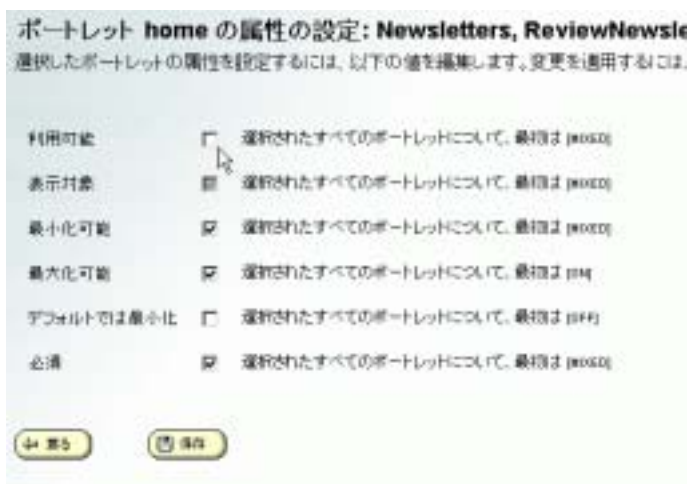 ポートレット home の属性の設定: Newsletters, ReviewNewsle
選択したポートレットの属性を設定するには、以下の値を編集します。変更を適用するには、
利用可能 選択されたすべてのポートレットについて、最初は [MIXED]
表示対象 選択されたすべてのポートレットについて、最初は [MIXED]
最小化可能 選択されたすべてのポートレットについて、最初は [MIXED]
最大化可能 選択されたすべてのポートレットについて、最初は [ON]
デフォルトでは最小化 選択されたすべてのポートレットについて、最初は [OFF]
必須 選択されたすべてのポートレットについて、最初は [MIXED]
戻る 保存